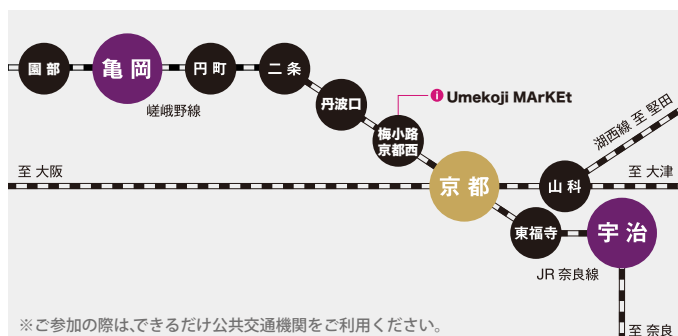 園部
亀岡
円町
二条
嵯峨野線
丹波口
Umekoji MArKEt
梅小路
京都西
湖西線 至 堅田
至 大阪
京都
山科
至 大津
東福寺
宇治
JR 奈良線
至 奈良
※ご参加の際は、できるだけ公共交通機関をご利用ください。